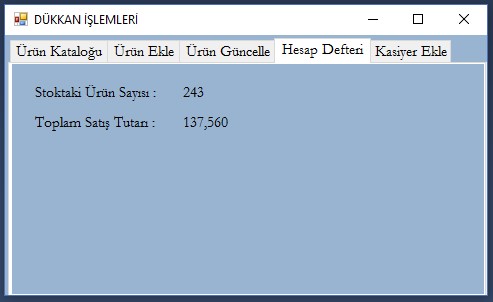 DÜKKAN İŞLEMLERİ
Ürün Kataloğu Ürün Ekle Ürün Güncelle Hesap Defteri Kasiyer Ekle
Stoktaki Ürün Sayısı : 243
Toplam Satış Tutarı : 137,560